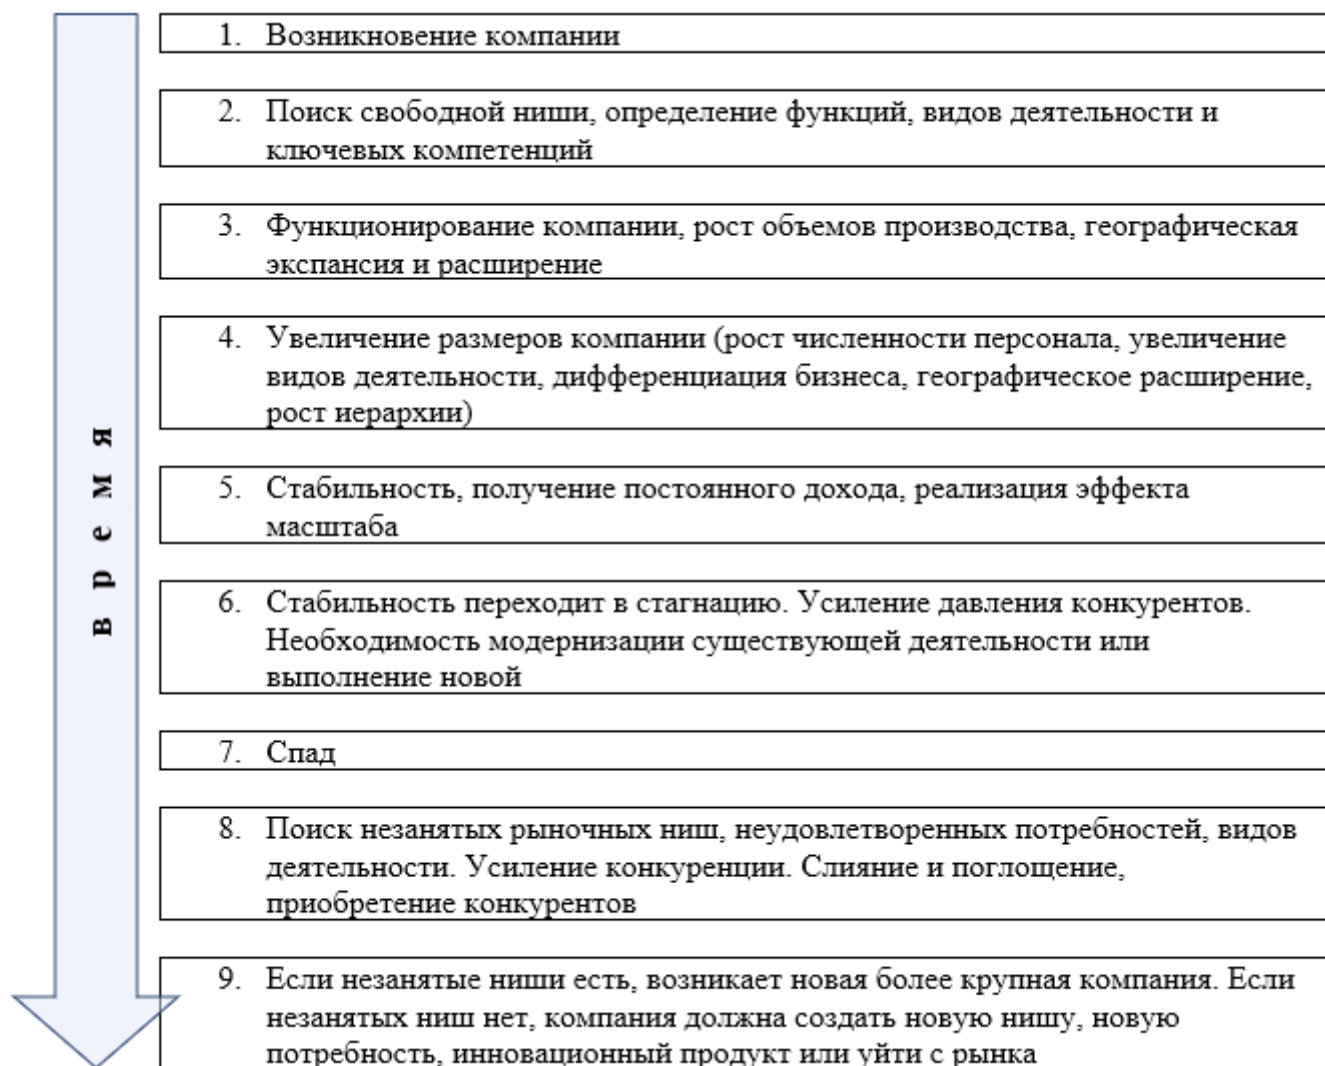 1. Возникновение компании
2. Поиск свободной ниши, определение функций, видов деятельности и
ключевых компетенций
3. Функционирование компании, рост объемов производства, географическая
экспансия и расширение
4. Увеличение размеров компании (рост численности персонала, увеличение
видов деятельности, дифференциация бизнеса, географическое расширение,
рост иерархии)
5. Стабильность, получение постоянного дохода, реализация эффекта
масштаба
6. Стабильность переходит в стагнацию. Усиление давления конкурентов.
Необходимость модернизации существующей деятельности или
выполнение новой
7. Спад
8. Поиск незанятых рыночных ниш, неудовлетворенных потребностей, видов
деятельности. Усиление конкуренции. Слияние и поглощение,
приобретение конкурентов
9. Если незанятые ниши есть, возникает новая более крупная компания. Если
незанятых ниш нет, компания должна создать новую нишу, новую
потребность, инновационный продукт или уйти с рынка
время